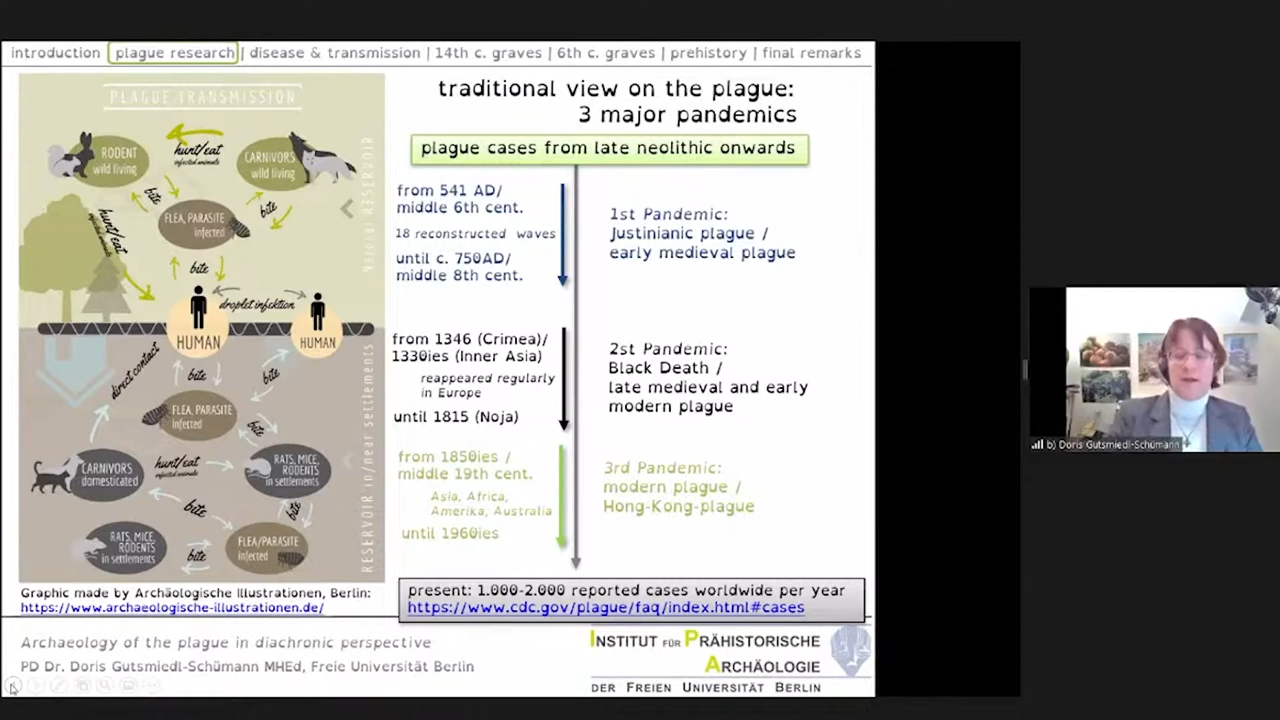 introduction | plague research | disease & transmission | 14th c. graves | 6th c. graves | prehistory | final remarks
PLAGUE TRANSMISSION
RODENT
wild living
hunt/eat
infected animals
CARNIVORS
wild living
bite
bite
FLEA, PARASITE
infected
hunt/eat
bite
droplet infektion
HUMAN
HUMAN
NATURAL RESERVOIR
direct contact
bite
bite
FLEA, PARASITE
infected
bite
CARNIVORS
domesticated
hunt/eat
infected animals
RATS, MICE,
RODENTS
in settlements
bite
bite
RATS, MICE,
RODENTS
in settlements
bite
FLEA/PARASITE
infected
RESERVOIR in/near settlements
Graphic made by Archäologische Illustrationen, Berlin:
https://www.archaeologische-illustrationen.de/
traditional view on the plague:
3 major pandemics
plague cases from late neolithic onwards
from 541 AD/
middle 6th cent.
18 reconstructed waves
until c. 750AD/
middle 8th cent.
1st Pandemic:
Justinianic plague /
early medieval plague
from 1346 (Crimea)/
1330ies (Inner Asia)
reappeared regularly
in Europe
until 1815 (Noja)
2st Pandemic:
Black Death /
late medieval and early
modern plague
from 1850ies /
middle 19th cent.
Asia, Africa,
Amerika, Australia
until 1960ies
3rd Pandemic:
modern plague /
Hong-Kong-plague
present: 1.000-2.000 reported cases worldwide per year
https://www.cdc.gov/plague/faq/index.html#cases
Archaeology of the plague in diachronic perspective
PD Dr. Doris Gutsmiedl-Schümann MHEd, Freie Universität Berlin
INSTITUT FÜR PRÄHISTORISCHE
ARCHÄOLOGIE
DER FREIEN UNIVERSITÄT BERLIN
b) Doris Gutsmiedl-Schümann